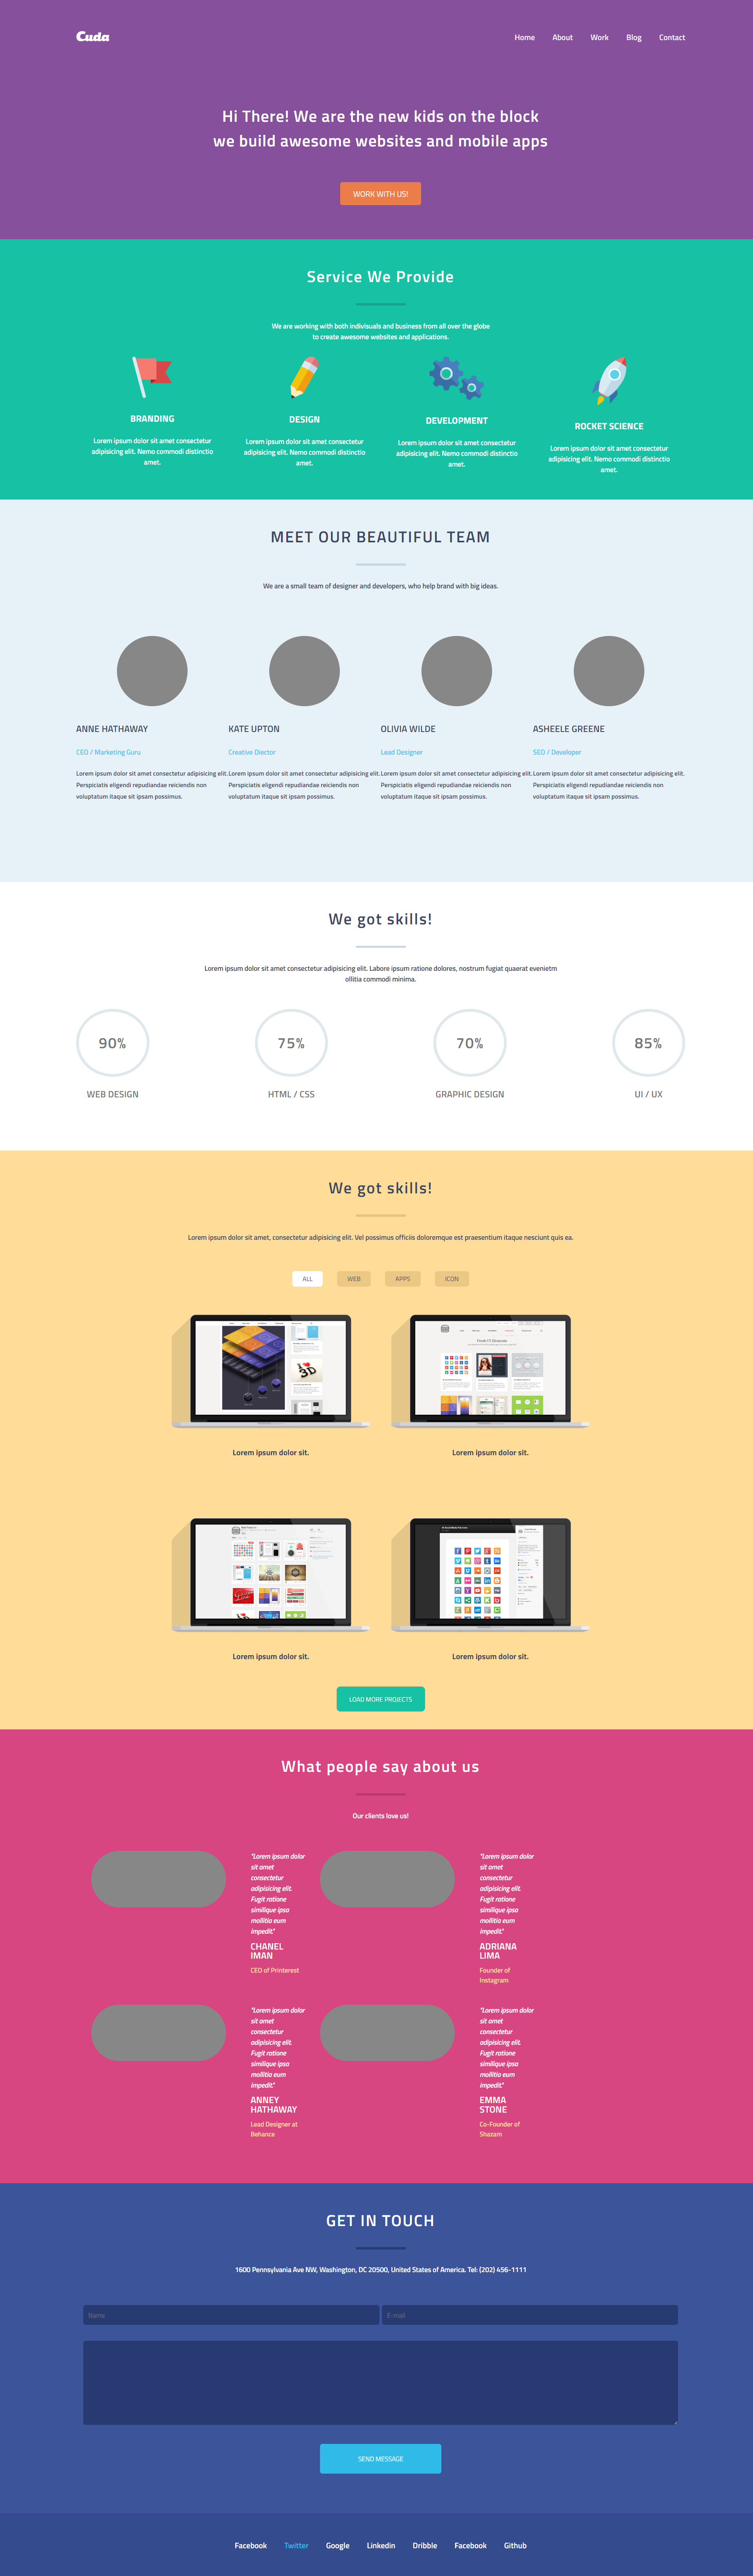 Cuda
Home About Work Blog Contact
Hi There! We are the new kids on the block
we build awesome websites and mobile apps
WORK WITH US!
Service We Provide
We are working with both indivisuals and business from all over the globe
to create awesome websites and applications.
BRANDING
Lorem ipsum dolor sit amet consectetur
adipisicing elit. Nemo commodi distinctio
amet.
DESIGN
Lorem ipsum dolor sit amet consectetur
adipisicing elit. Nemo commodi distinctio
amet.
DEVELOPMENT
Lorem ipsum dolor sit amet consectetur
adipisicing elit. Nemo commodi distinctio
amet.
ROCKET SCIENCE
Lorem ipsum dolor sit amet consectetur
adipisicing elit. Nemo commodi distinctio
amet.
MEET OUR BEAUTIFUL TEAM
We are a small team of designer and developers, who help brand with big ideas.
ANNE HATHAWAY
CEO / Marketing Guru
Lorem ipsum dolor sit amet consectetur adipisicing elit.
Perspiciatis eligendi repudiandae reiciendis non
voluptatum itaque sit ipsam possimus.
KATE UPTON
Creative Diector
Lorem ipsum dolor sit amet consectetur adipisicing elit.
Perspiciatis eligendi repudiandae reiciendis non
voluptatum itaque sit ipsam possimus.
OLIVIA WILDE
Lead Designer
Lorem ipsum dolor sit amet consectetur adipisicing elit.
Perspiciatis eligendi repudiandae reiciendis non
voluptatum itaque sit ipsam possimus.
ASHEELE GREENE
SEO / Developer
Lorem ipsum dolor sit amet consectetur adipisicing elit.
Perspiciatis eligendi repudiandae reiciendis non
voluptatum itaque sit ipsam possimus.
We got skills!
Lorem ipsum dolor sit amet consectetur adipisicing elit. Labore ipsum ratione dolores, nostrum fugiat quaerat evenietm
ollitia commodi minima.
90%
WEB DESIGN
75%
HTML / CSS
70%
GRAPHIC DESIGN
85%
UI / UX
We got skills!
Lorem ipsum dolor sit amet, consectetur adipisicing elit. Vel possimus officiis doloremque est praesentium itaque nesciunt quis ea.
ALL WEB APPS ICON
Lorem ipsum dolor sit.
Lorem ipsum dolor sit.
Lorem ipsum dolor sit.
Lorem ipsum dolor sit.
LOAD MORE PROJECTS
What people say about us
Our clients love us!
"Lorem ipsum dolor
sit amet
consectetur
adipisicing elit.
Fugit ratione
similique ipsa
mollitia eum
impedit."
CHANEL
IMAN
CEO of Printerest
"Lorem ipsum dolor
sit amet
consectetur
adipisicing elit.
Fugit ratione
similique ipsa
mollitia eum
impedit."
ADRIANA
LIMA
Founder of
Instagram
"Lorem ipsum dolor
sit amet
consectetur
adipisicing elit.
Fugit ratione
similique ipsa
mollitia eum
impedit."
ANNEY
HATHAWAY
Lead Designer at
Behance
"Lorem ipsum dolor
sit amet
consectetur
adipisicing elit.
Fugit ratione
similique ipsa
mollitia eum
impedit."
EMMA
STONE
Co-Founder of
Shazam
GET IN TOUCH
1600 Pennsylvania Ave NW, Washington, DC 20500, United States of America. Tel: (202) 456-1111
Name
E-mail
SEND MESSAGE
Facebook Twitter Google Linkedin Dribble Facebook Github